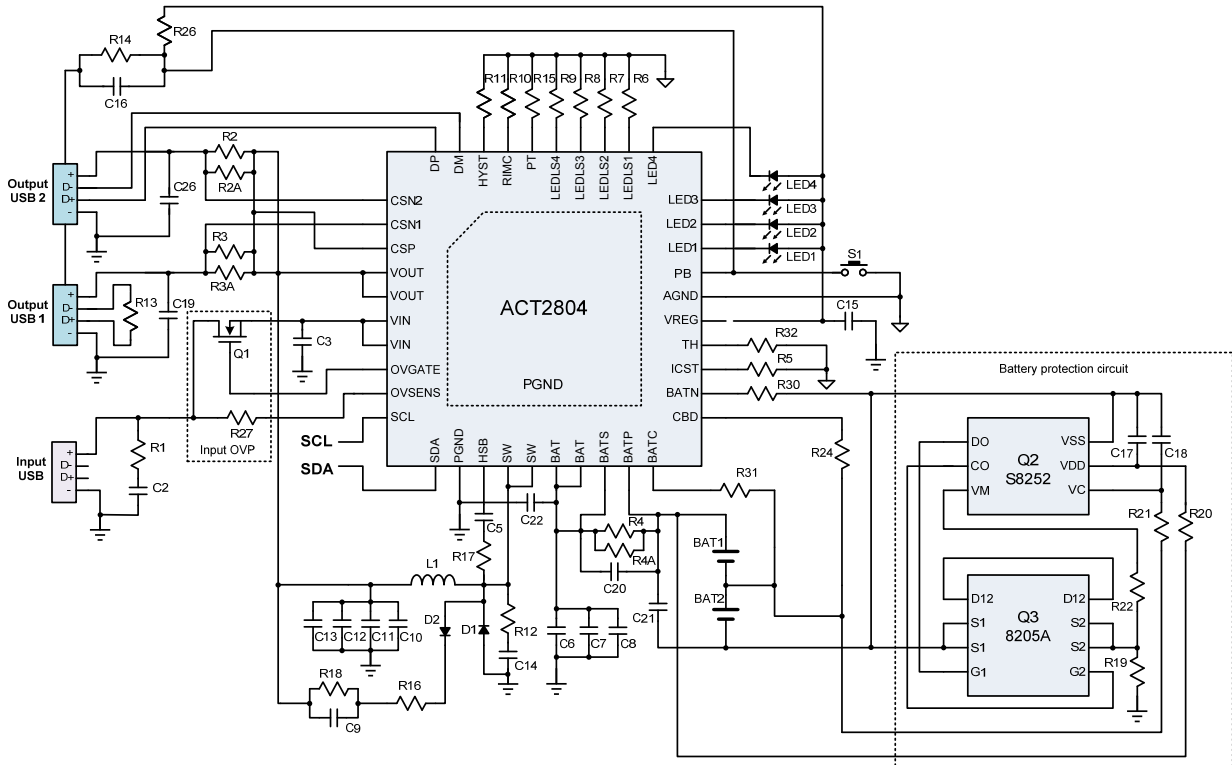 R14
R26
C16
R11
R10
R15
R9
R8
R7
R6
DP
DM
HYST
RIMC
PT
LEDLS4
LEDLS3
LEDLS2
LEDLS1
LED4
Output
USB 2
+
D-
D+
-
C26
R2
R2A
R3
R3A
CSN2
CSN1
CSP
VOUT
VOUT
VIN
VIN
OVGATE
OVSENS
SCL
LED3
LED2
LED1
PB
AGND
VREG
TH
ICST
BATN
CBD
LED4
LED3
LED2
LED1
S1
C15
R32
R5
R30
ACT2804
PGND
Output
USB 1
+
D-
D+
-
R13
C19
Q1
C3
R27
Input OVP
Input
USB
+
D-
D+
-
R1
C2
SCL
SDA
SDA
PGND
HSB
SW
SW
BAT
BAT
BATS
BATP
BATC
R24
R31
C22
C5
R17
L1
R4
R4A
C20
BAT1
BAT2
C21
C13
C12
C11
C10
D2
D1
R12
C14
C6
C7
C8
R18
C9
R16
Battery protection circuit
DO
CO
VM
Q2
S8252
VSS
VDD
VC
C17
C18
R21
R20
D12
S1
S1
G1
Q3
8205A
D12
S2
S2
G2
R22
R19